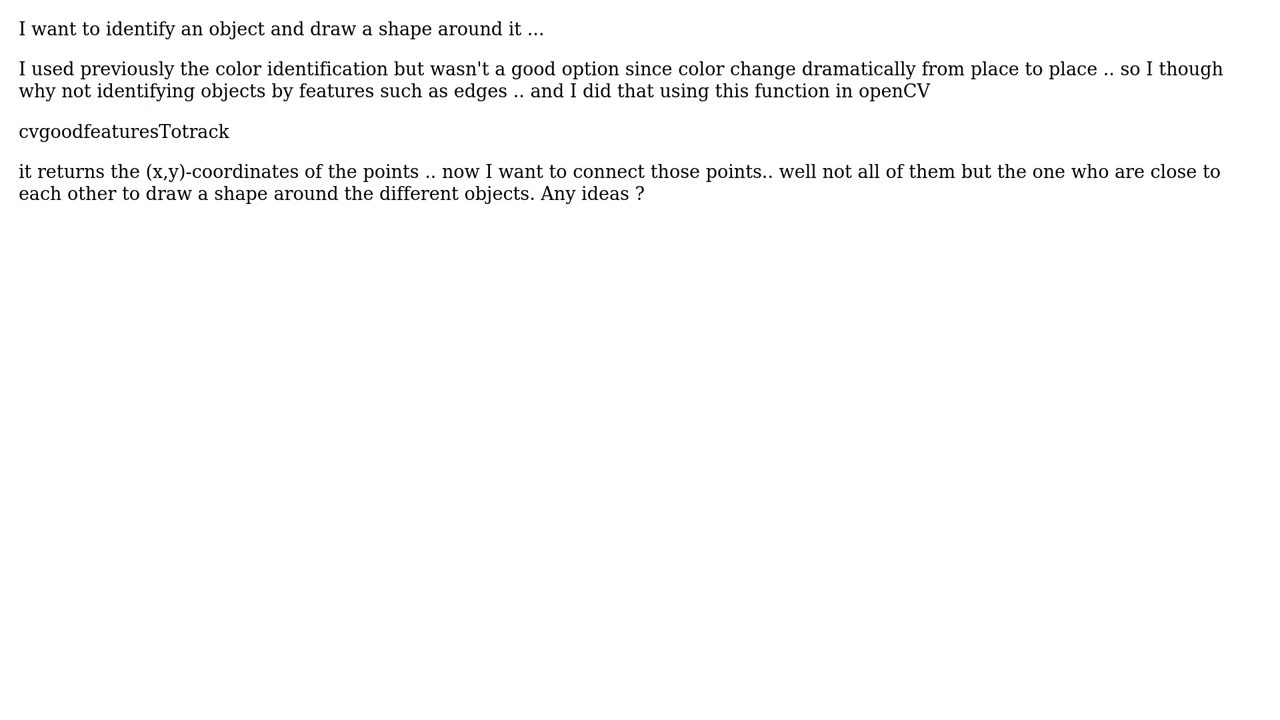 I want to identify an object and draw a shape around it ...
I used previously the color identification but wasn't a good option since color change dramatically from place to place .. so I though
why not identifying objects by features such as edges .. and I did that using this function in openCV
cvgoodfeaturesTotrack
it returns the (x,y)-coordinates of the points .. now I want to connect those points.. well not all of them but the one who are close to
each other to draw a shape around the different objects. Any ideas ?